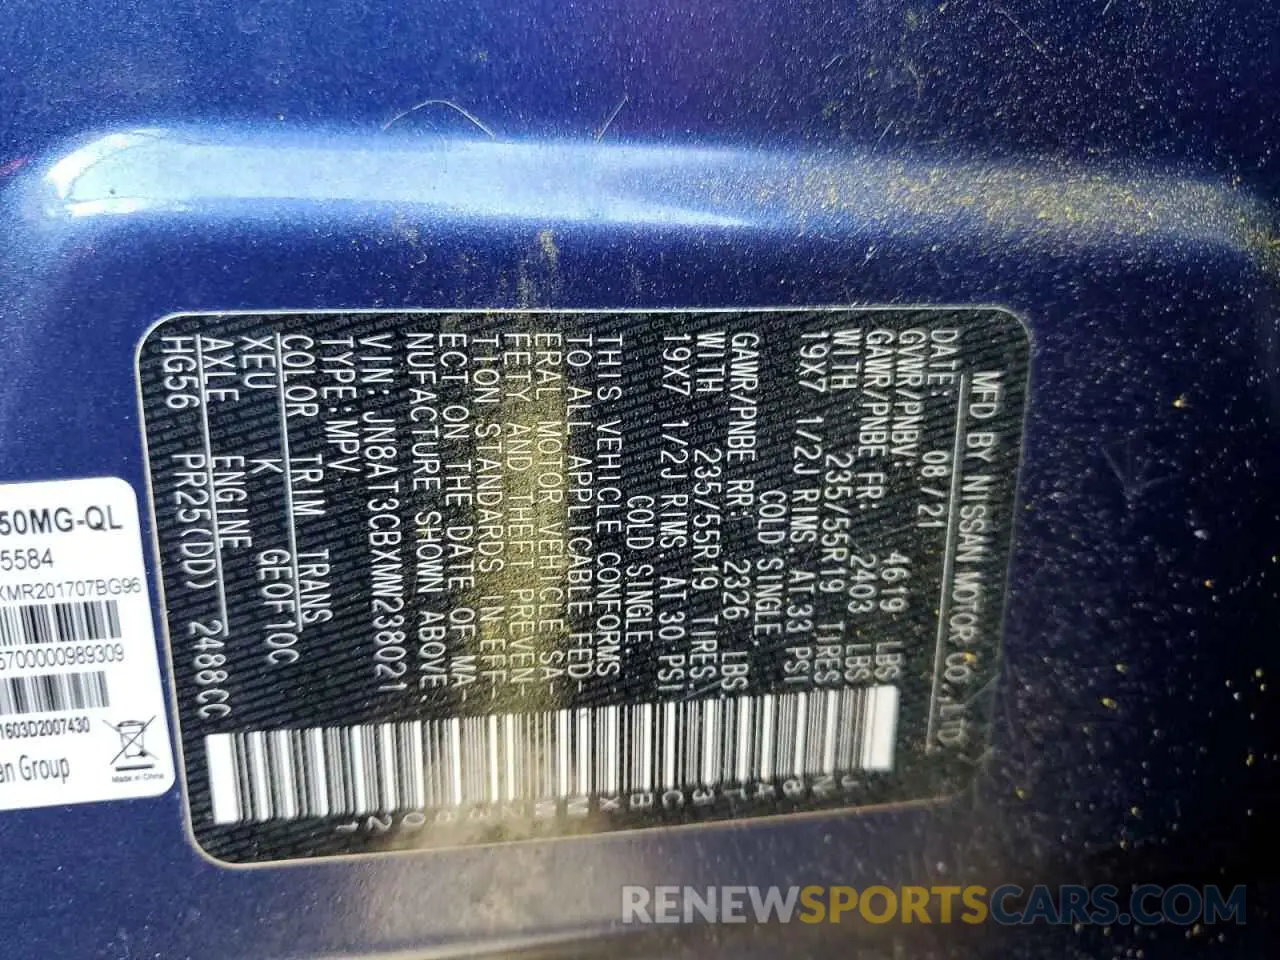 MFD BY NISSAN MOTOR CO.,LTD
DATE: 08/21
GVWR/PNBV: 4619 LBS
GAWR/PNBE FR: 2403 LBS
WITH 235/55R19 TIRES
19X7 1/2J RIMS, AT 33 PSI
COLD SINGLE
GAWR/PNBE RR: 2326 LBS
WITH 235/55R19 TIRES,
19X7 1/2J RIMS AT 30 PSI
COLD SINGLE
THIS VEHICLE CONFORMS
TO ALL APPLICABLE FED-
ERAL MOTOR VEHICLE SA-
FETY AND THEFT PREVEN-
TION STANDARDS IN EFF-
ECT ON THE DATE OF MA-
NUFACTURE SHOWN ABOVE.
VIN: JN8AT3CBXMW238021
TYPE:MPV
COLOR TRIM TRANS
XEU K GEOF10C
AXLE ENGINE
HG56 PR25(DD) 2488CC
JN8AT3CBXMW238021
50MG-QL
5584
XMR201707BG96
5700000989309
1603D2007430
en Group
Made in China
RENEWSPORTSCARS.COM